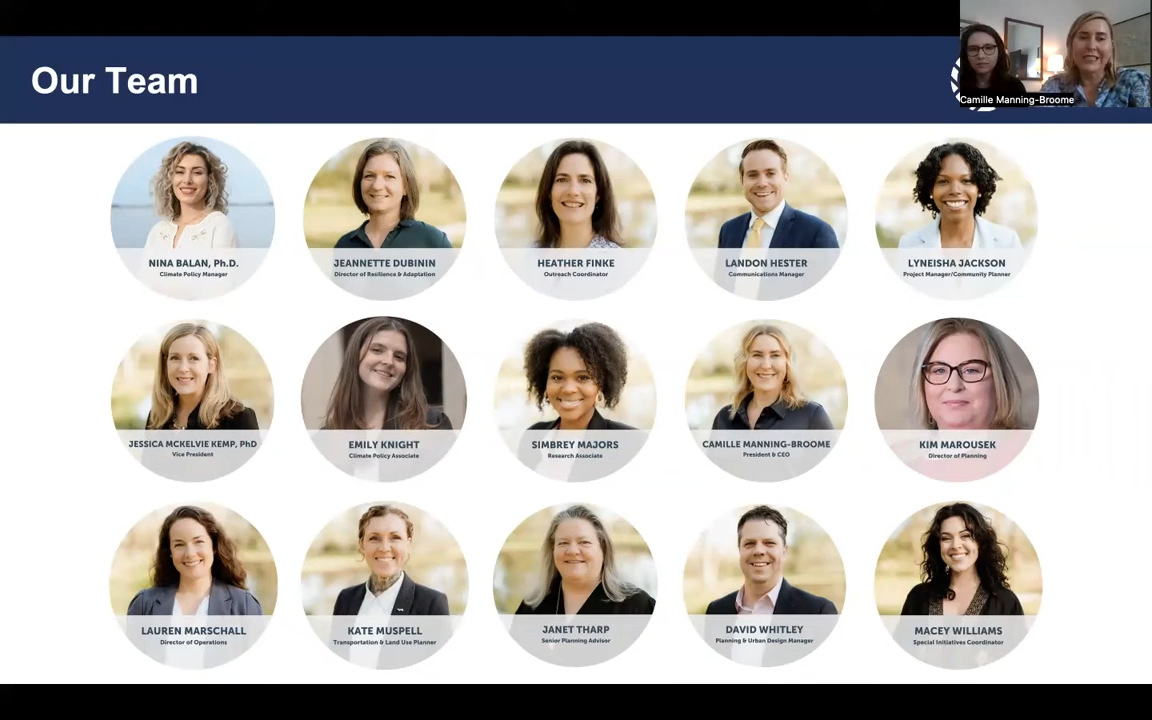 Our Team
Camille Manning-Broome
NINA BALAN, Ph.D.
Climate Policy Manager
JEANNETTE DUBININ
Director of Resilience & Adaptation
HEATHER FINKE
Outreach Coordinator
LANDON HESTER
Communications Manager
LYNEISHA JACKSON
Project Manager/Community Planner
JESSICA MCKELVIE KEMP, PhD
Vice President
EMILY KNIGHT
Climate Policy Associate
SIMBREY MAJORS
Research Associate
CAMILLE MANNING-BROOME
President & CEO
KIM MAROUSEK
Director of Planning
LAUREN MARSCHALL
Director of Operations
KATE MUSPELL
Transportation & Land Use Planner
JANET THARP
Senior Planning Advisor
DAVID WHITLEY
Planning & Urban Design Manager
MACEY WILLIAMS
Special Initiatives Coordinator